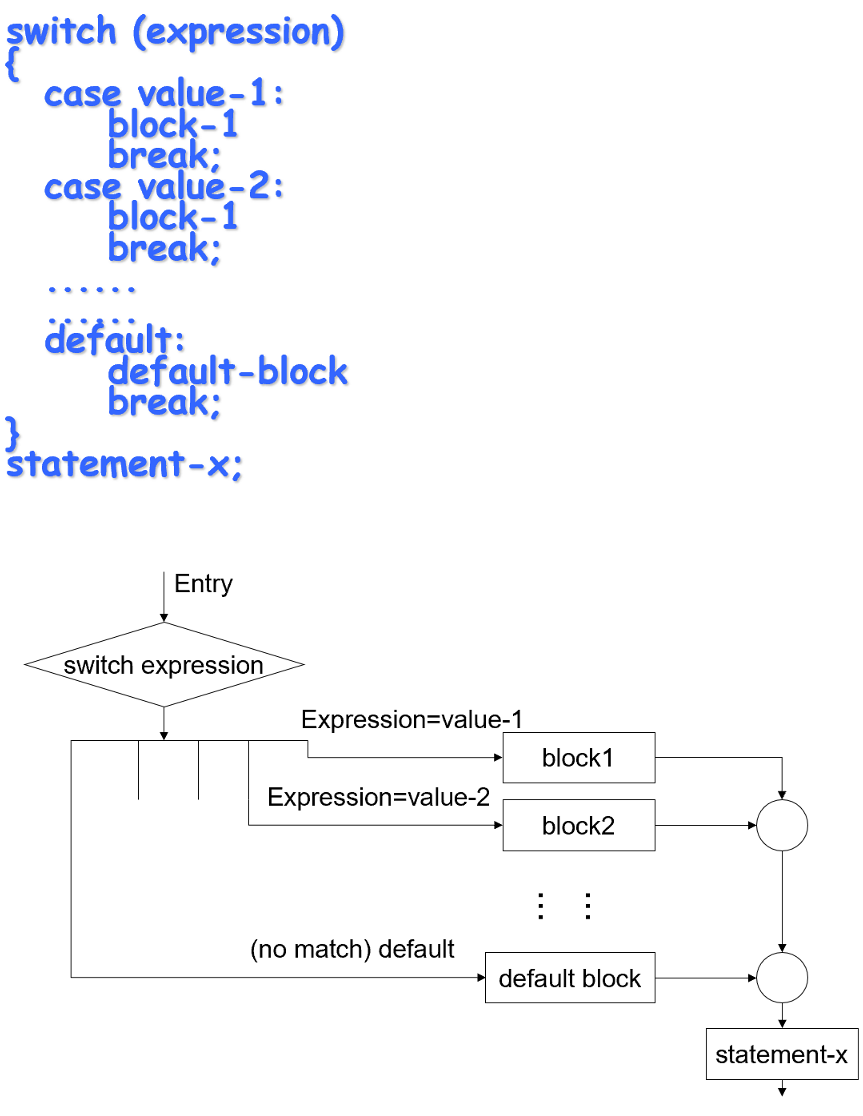 switch (expression)
{
case value-1:
block-1
break;
case value-2:
block-1
break;
......
......
default:
default-block
break;
}
statement-x;
Entry
switch expression
Expression=value-1
block1
Expression=value-2
block2
(no match) default
default block
statement-x